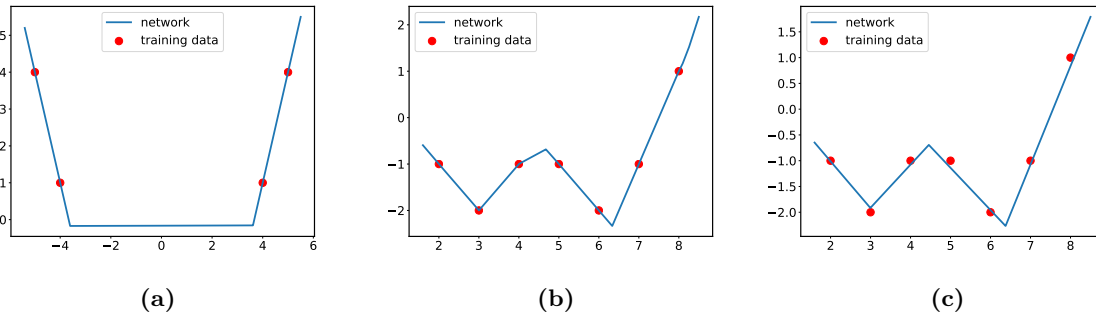 network
training data
5
4
3
2
1
0
−4 −2 0 2 4 6
(a)
network
training data
2
1
0
−1
−2
2 3 4 5 6 7 8
(b)
network
training data
1.5
1.0
0.5
0.0
−0.5
−1.0
−1.5
−2.0
2 3 4 5 6 7 8
(c)